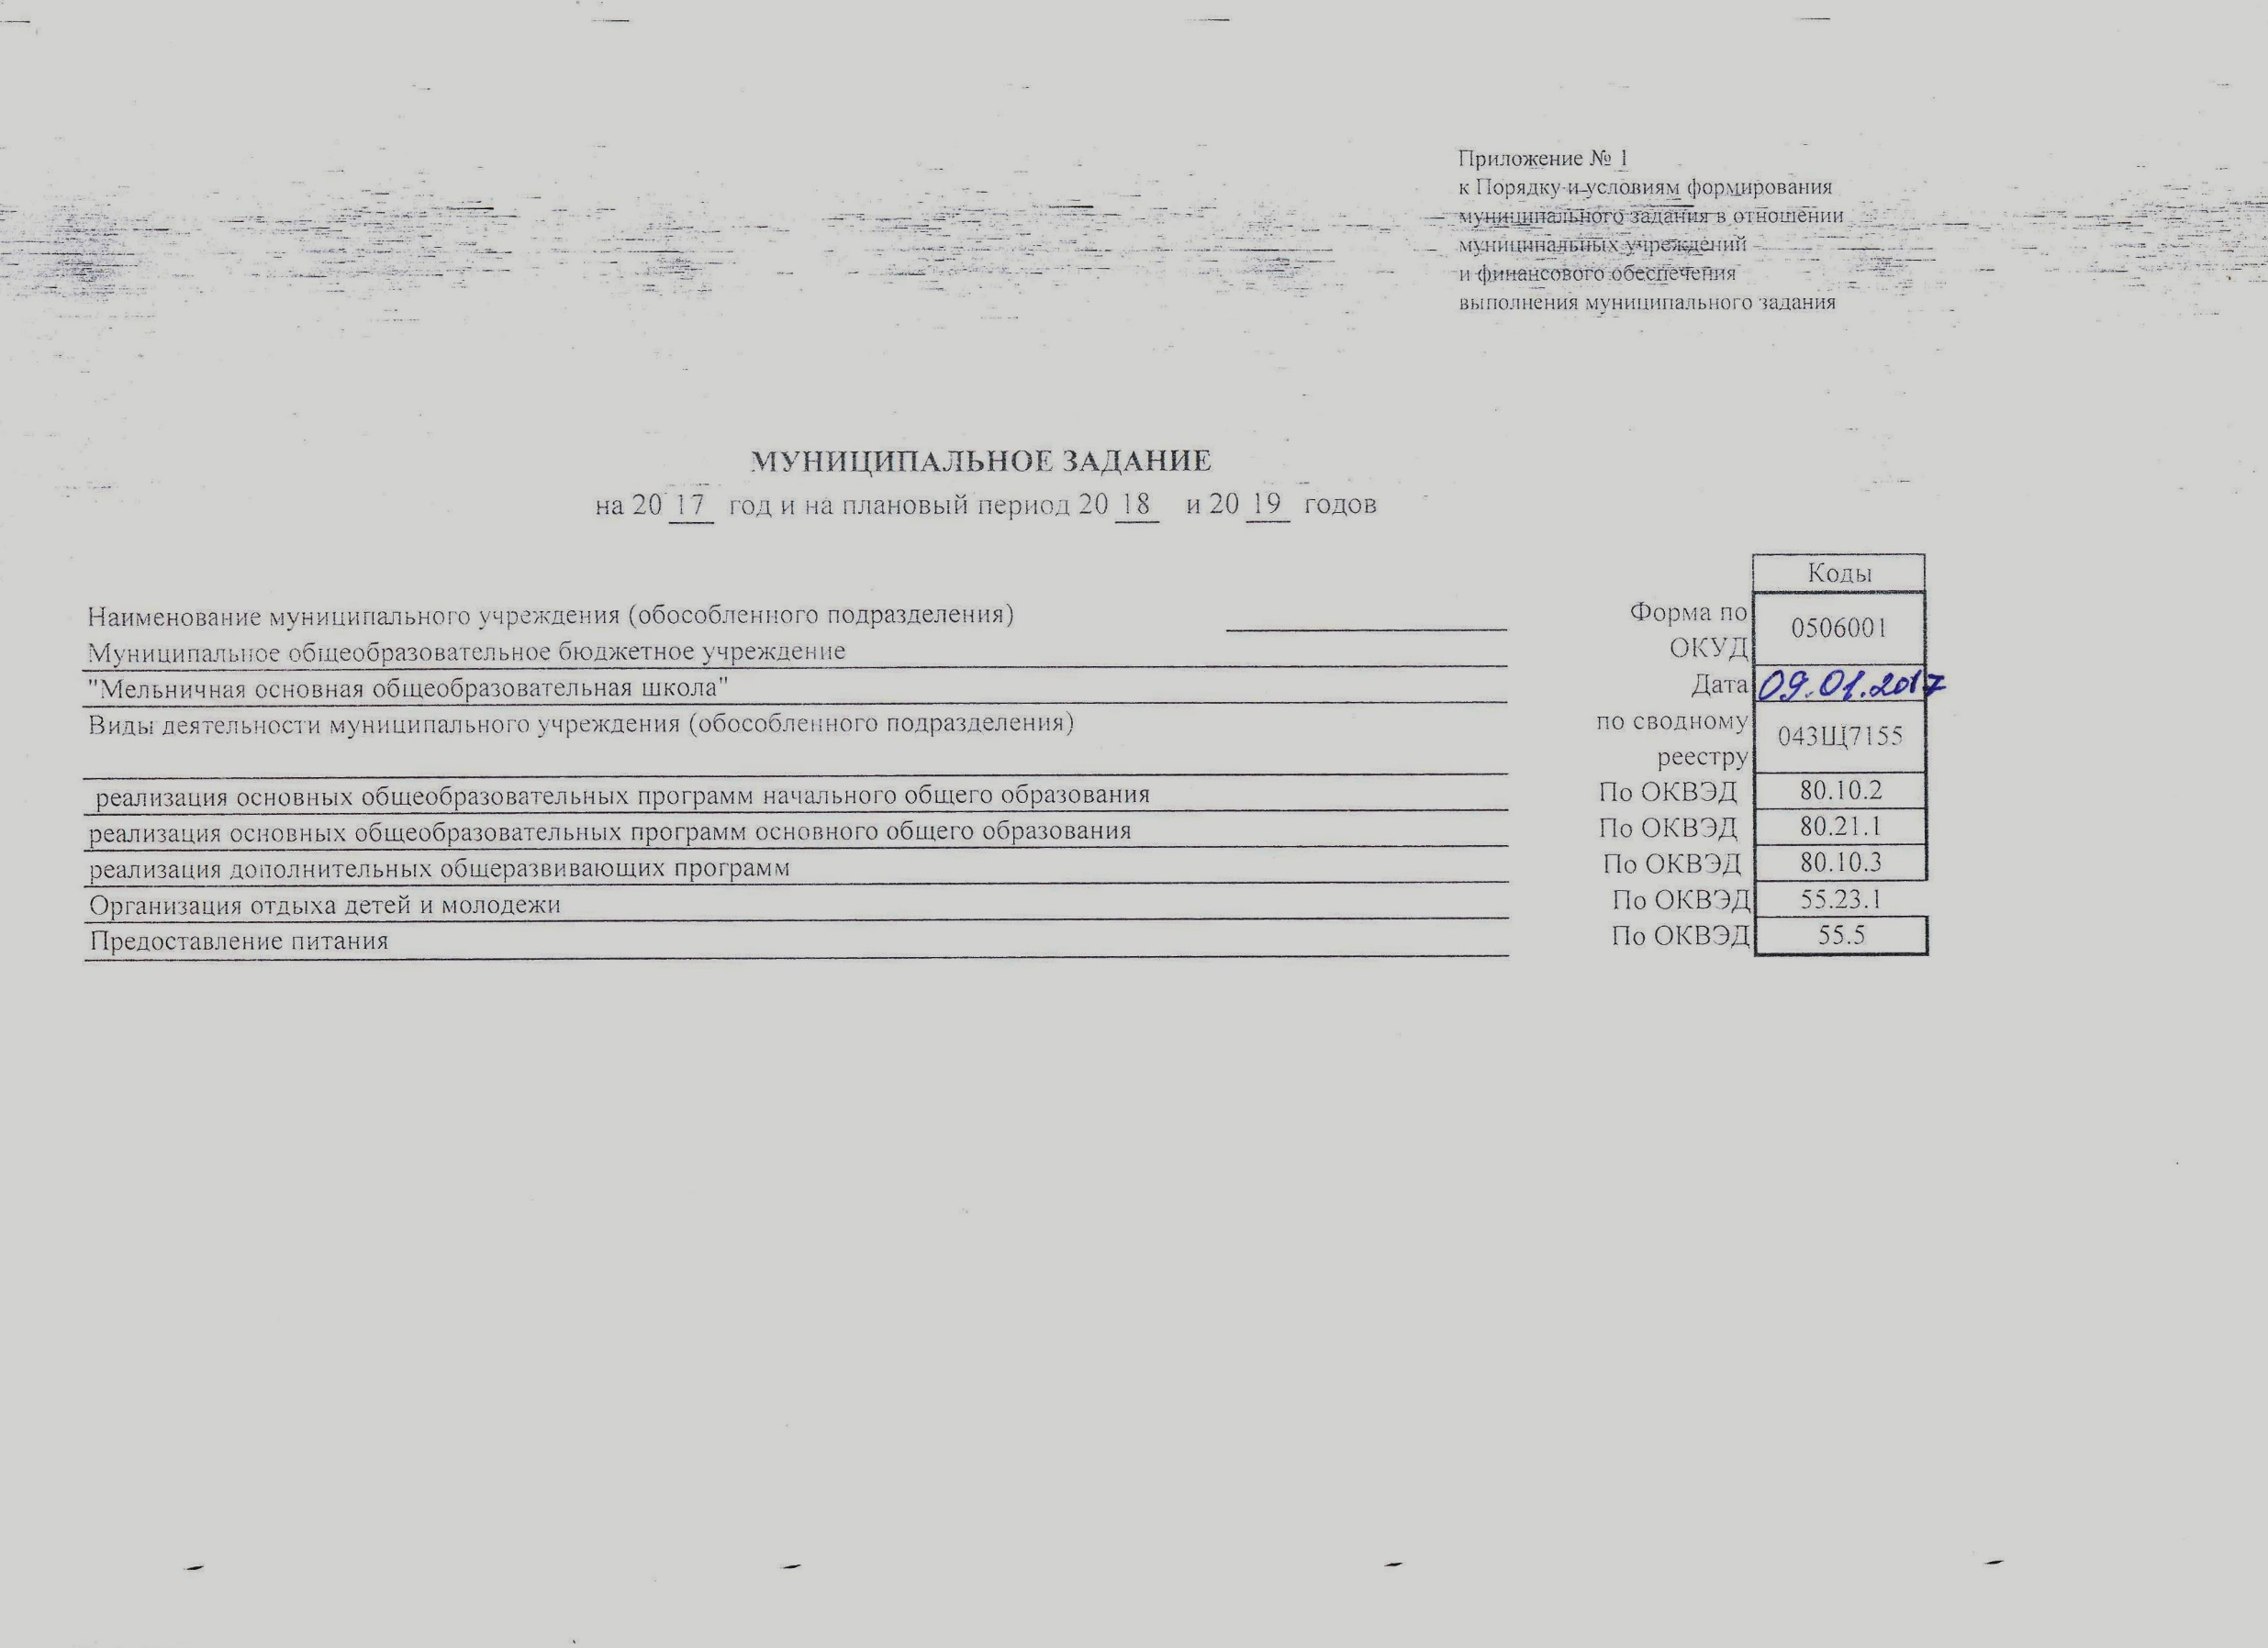 Приложение № 1
к Порядку и условиям формирования
муниципального задания в отношении
муниципальных учреждений
и финансового обеспечения
выполнения муниципального задания
МУНИЦИПАЛЬНОЕ ЗАДАНИЕ
на 20 17 год и на плановый период 20 18 и 20 19 годов
Коды
Наименование муниципального учреждения (обособленного подразделения)
Форма по ОКУД 0506001
Муниципальное общеобразовательное бюджетное учреждение
"Мельничная основная общеобразовательная школа"
Дата 09.01.2017
Виды деятельности муниципального учреждения (обособленного подразделения)
по сводному реестру 043Щ7155
реализация основных общеобразовательных программ начального общего образования По ОКВЭД 80.10.2
реализация основных общеобразовательных программ основного общего образования По ОКВЭД 80.21.1
реализация дополнительных общеразвивающих программ По ОКВЭД 80.10.3
Организация отдыха детей и молодежи По ОКВЭД 55.23.1
Предоставление питания По ОКВЭД 55.5